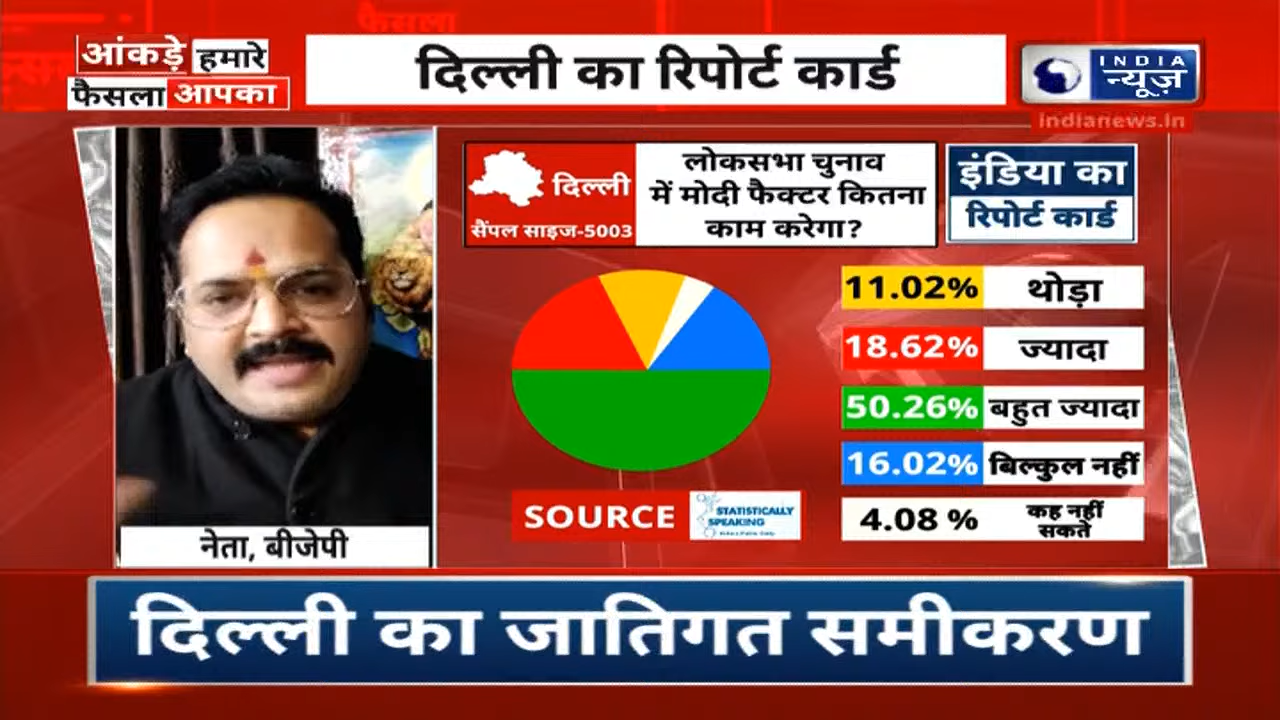 आंकड़े हमारे
फैसला आपका
दिल्ली का रिपोर्ट कार्ड
INDIA
न्यूज़
indianews.in
दिल्ली
सैंपल साइज-5003
लोकसभा चुनाव
में मोदी फैक्टर कितना
काम करेगा?
इंडिया का
रिपोर्ट कार्ड
11.02% थोड़ा
18.62% ज्यादा
50.26% बहुत ज्यादा
16.02% बिल्कुल नहीं
4.08 % कह नहीं
सकते
SOURCE
STATISTICALLY
SPEAKING
नेता, बीजेपी
दिल्ली का जातिगत समीकरण